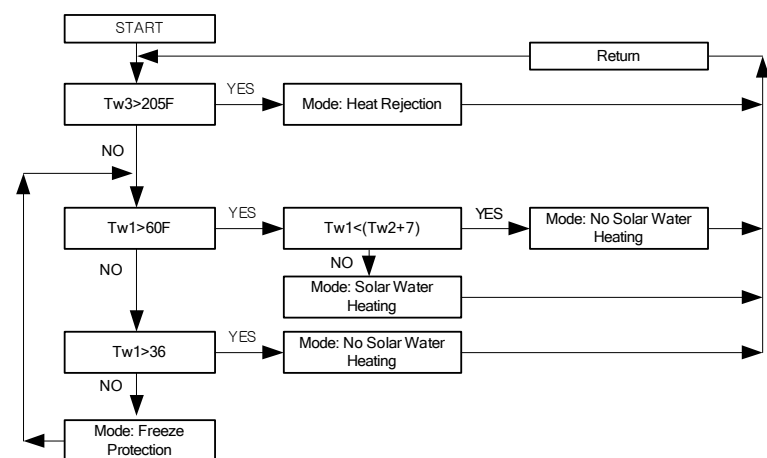 START
Return
Tw3>205F
YES
Mode: Heat Rejection
NO
Tw1>60F
YES
Tw1<(Tw2+7)
YES
Mode: No Solar Water
Heating
NO
NO
Mode: Solar Water
Heating
Tw1>36
YES
Mode: No Solar Water
Heating
NO
Mode: Freeze
Protection